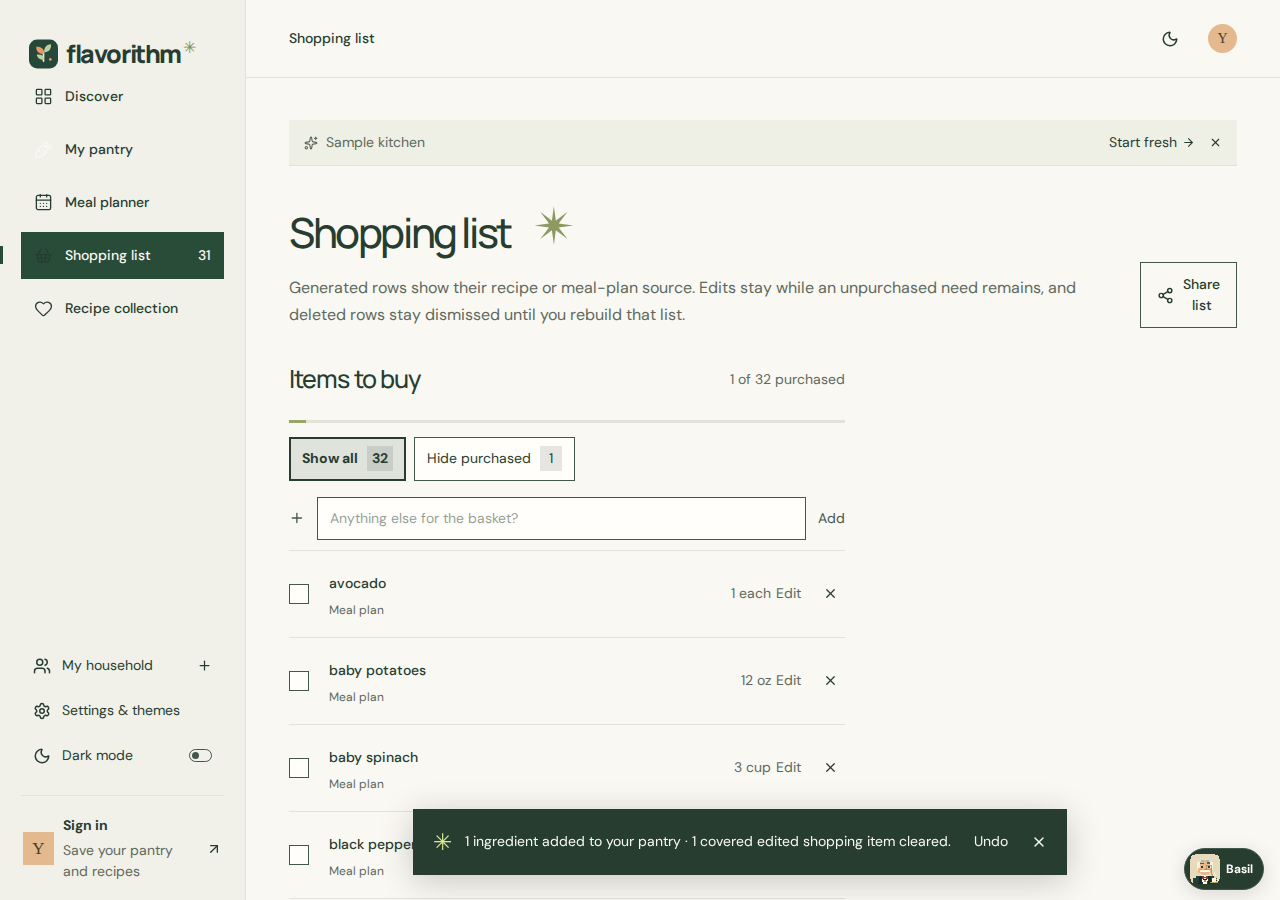 flavorithm
Discover
My pantry
Meal planner
Shopping list 31
Recipe collection
My household
Settings & themes
Dark mode
Y
Sign in
Save your pantry
and recipes
Shopping list
Y
Sample kitchen
Start fresh →
Shopping list
Generated rows show their recipe or meal-plan source. Edits stay while an unpurchased need remains, and
deleted rows stay dismissed until you rebuild that list.
Share
list
Items to buy
1 of 32 purchased
Show all 32
Hide purchased 1
Anything else for the basket?
Add
avocado
Meal plan
1 each Edit
baby potatoes
Meal plan
12 oz Edit
baby spinach
Meal plan
3 cup Edit
black pepper
Meal plan
1 ingredient added to your pantry · 1 covered edited shopping item cleared.
Undo
Basil